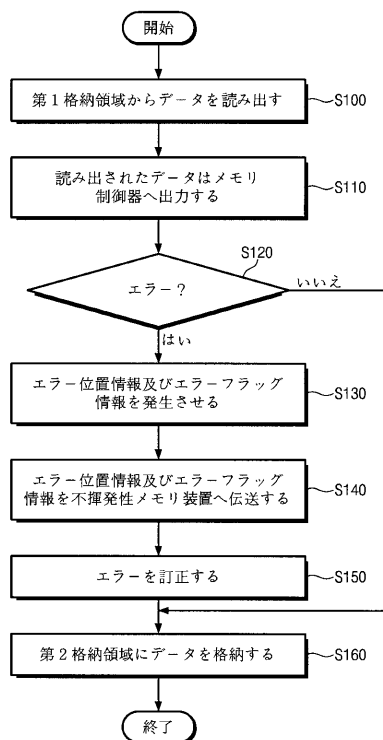 開始
第1格納領域からデータを読み出す
S100
読み出されたデータはメモリ
制御器へ出力する
S110
S120
エラー?
いいえ
はい
エラー位置情報及びエラーフラッグ
情報を発生させる
S130
エラー位置情報及びエラーフラッグ
情報を不揮発性メモリ装置へ伝送する
S140
エラーを訂正する
S150
第2格納領域にデータを格納する
S160
終了